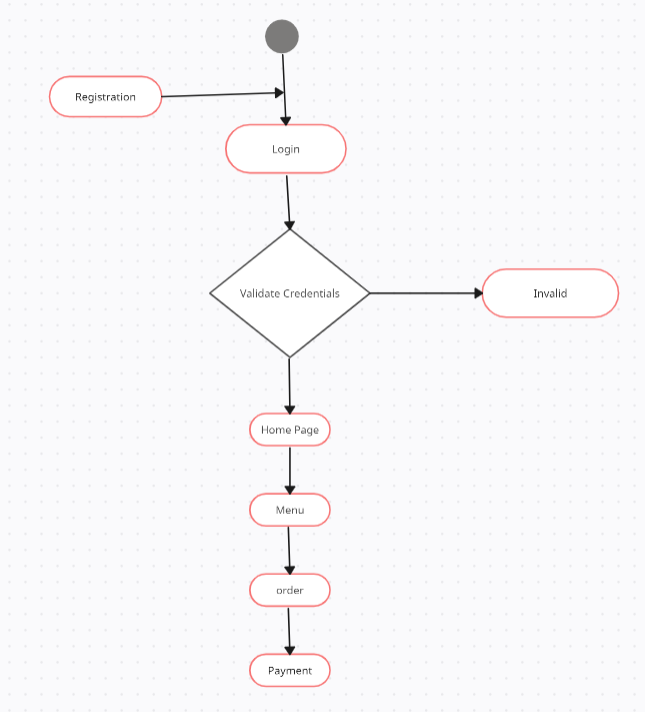 Registration
Login
Validate Credentials
Invalid
Home Page
Menu
order
Payment